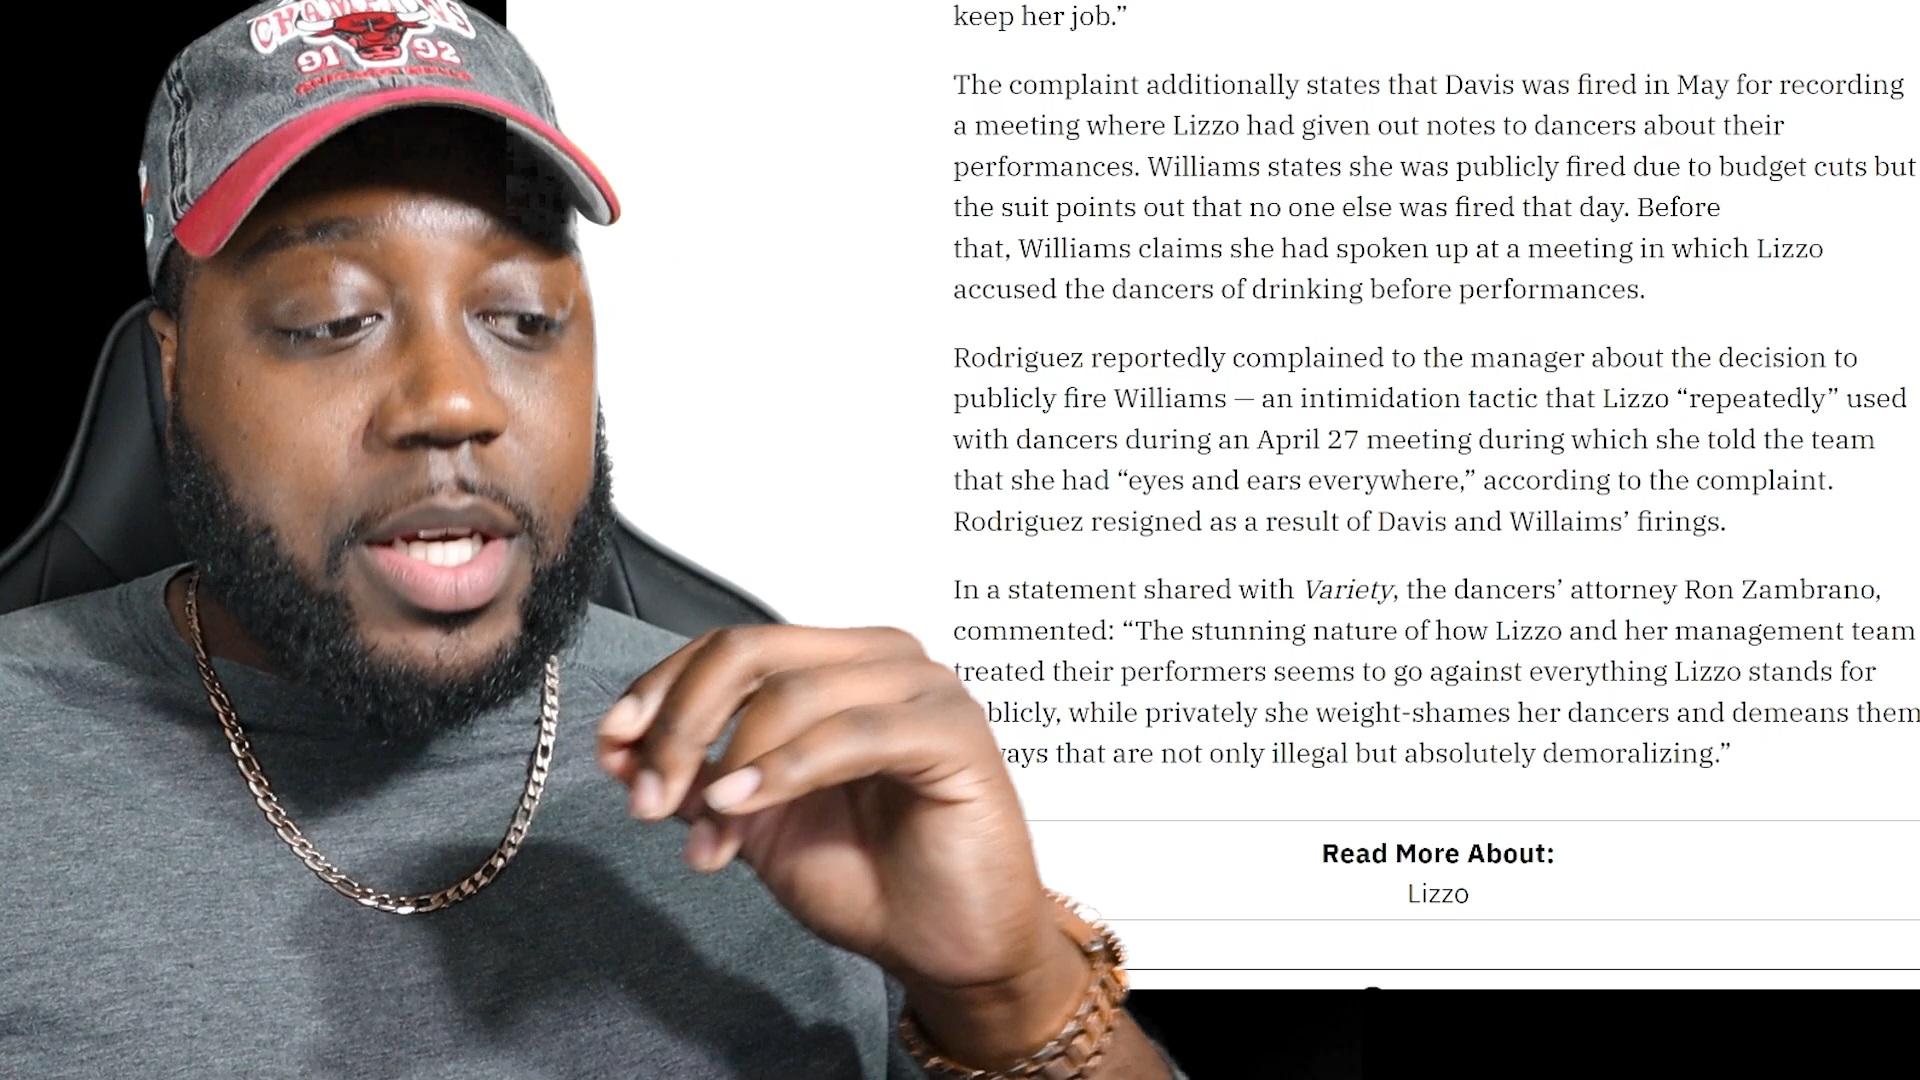 CHAMPIONS
91 92
keep her job.”
The complaint additionally states that Davis was fired in May for recording
a meeting where Lizzo had given out notes to dancers about their
performances. Williams states she was publicly fired due to budget cuts but
the suit points out that no one else was fired that day. Before
that, Williams claims she had spoken up at a meeting in which Lizzo
accused the dancers of drinking before performances.
Rodriguez reportedly complained to the manager about the decision to
publicly fire Williams — an intimidation tactic that Lizzo “repeatedly” used
with dancers during an April 27 meeting during which she told the team
that she had “eyes and ears everywhere,” according to the complaint.
Rodriguez resigned as a result of Davis and Willaims’ firings.
In a statement shared with Variety, the dancers’ attorney Ron Zambrano,
commented: “The stunning nature of how Lizzo and her management team
treated their performers seems to go against everything Lizzo stands for
blicly, while privately she weight-shames her dancers and demeans them
ways that are not only illegal but absolutely demoralizing.”
Read More About:
Lizzo